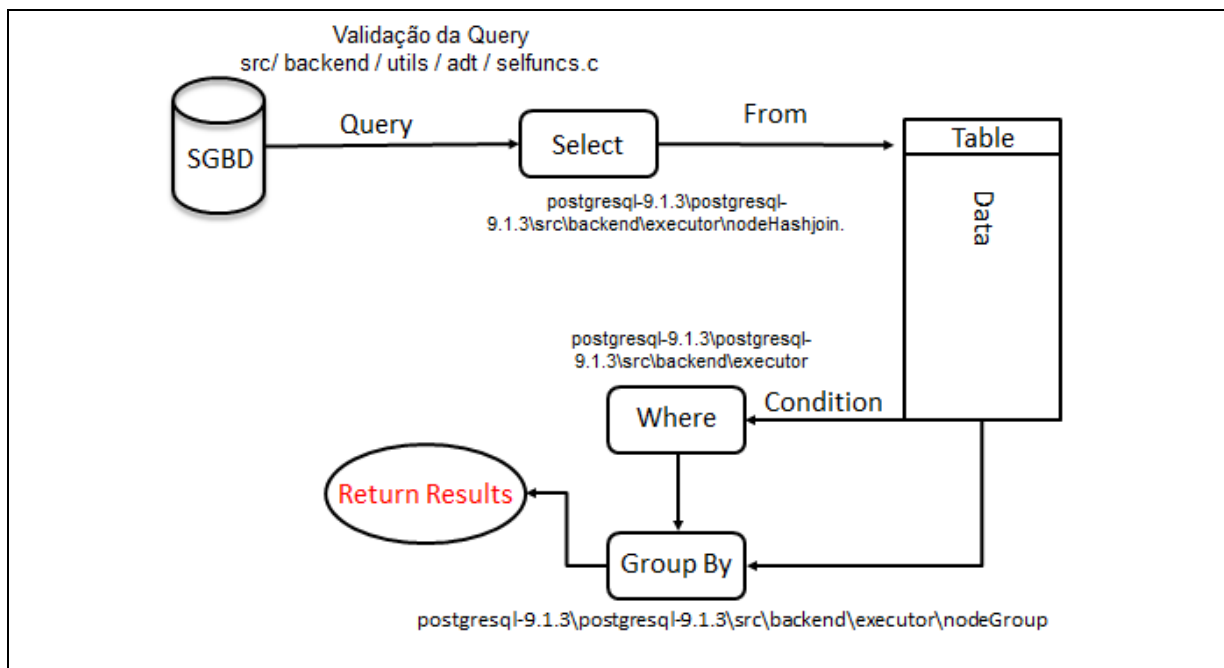 Validação da Query
src/ backend / utils / adt / selfuncs.c
SGBD
Query
Select
From
Table
Data
postgresql-9.1.3\postgresql-
9.1.3\src\backend\executor\nodeHashjoin.
postgresql-9.1.3\postgresql-
9.1.3\src\backend\executor
Where
Condition
Return Results
Group By
postgresql-9.1.3\postgresql-9.1.3\src\backend\executor\nodeGroup